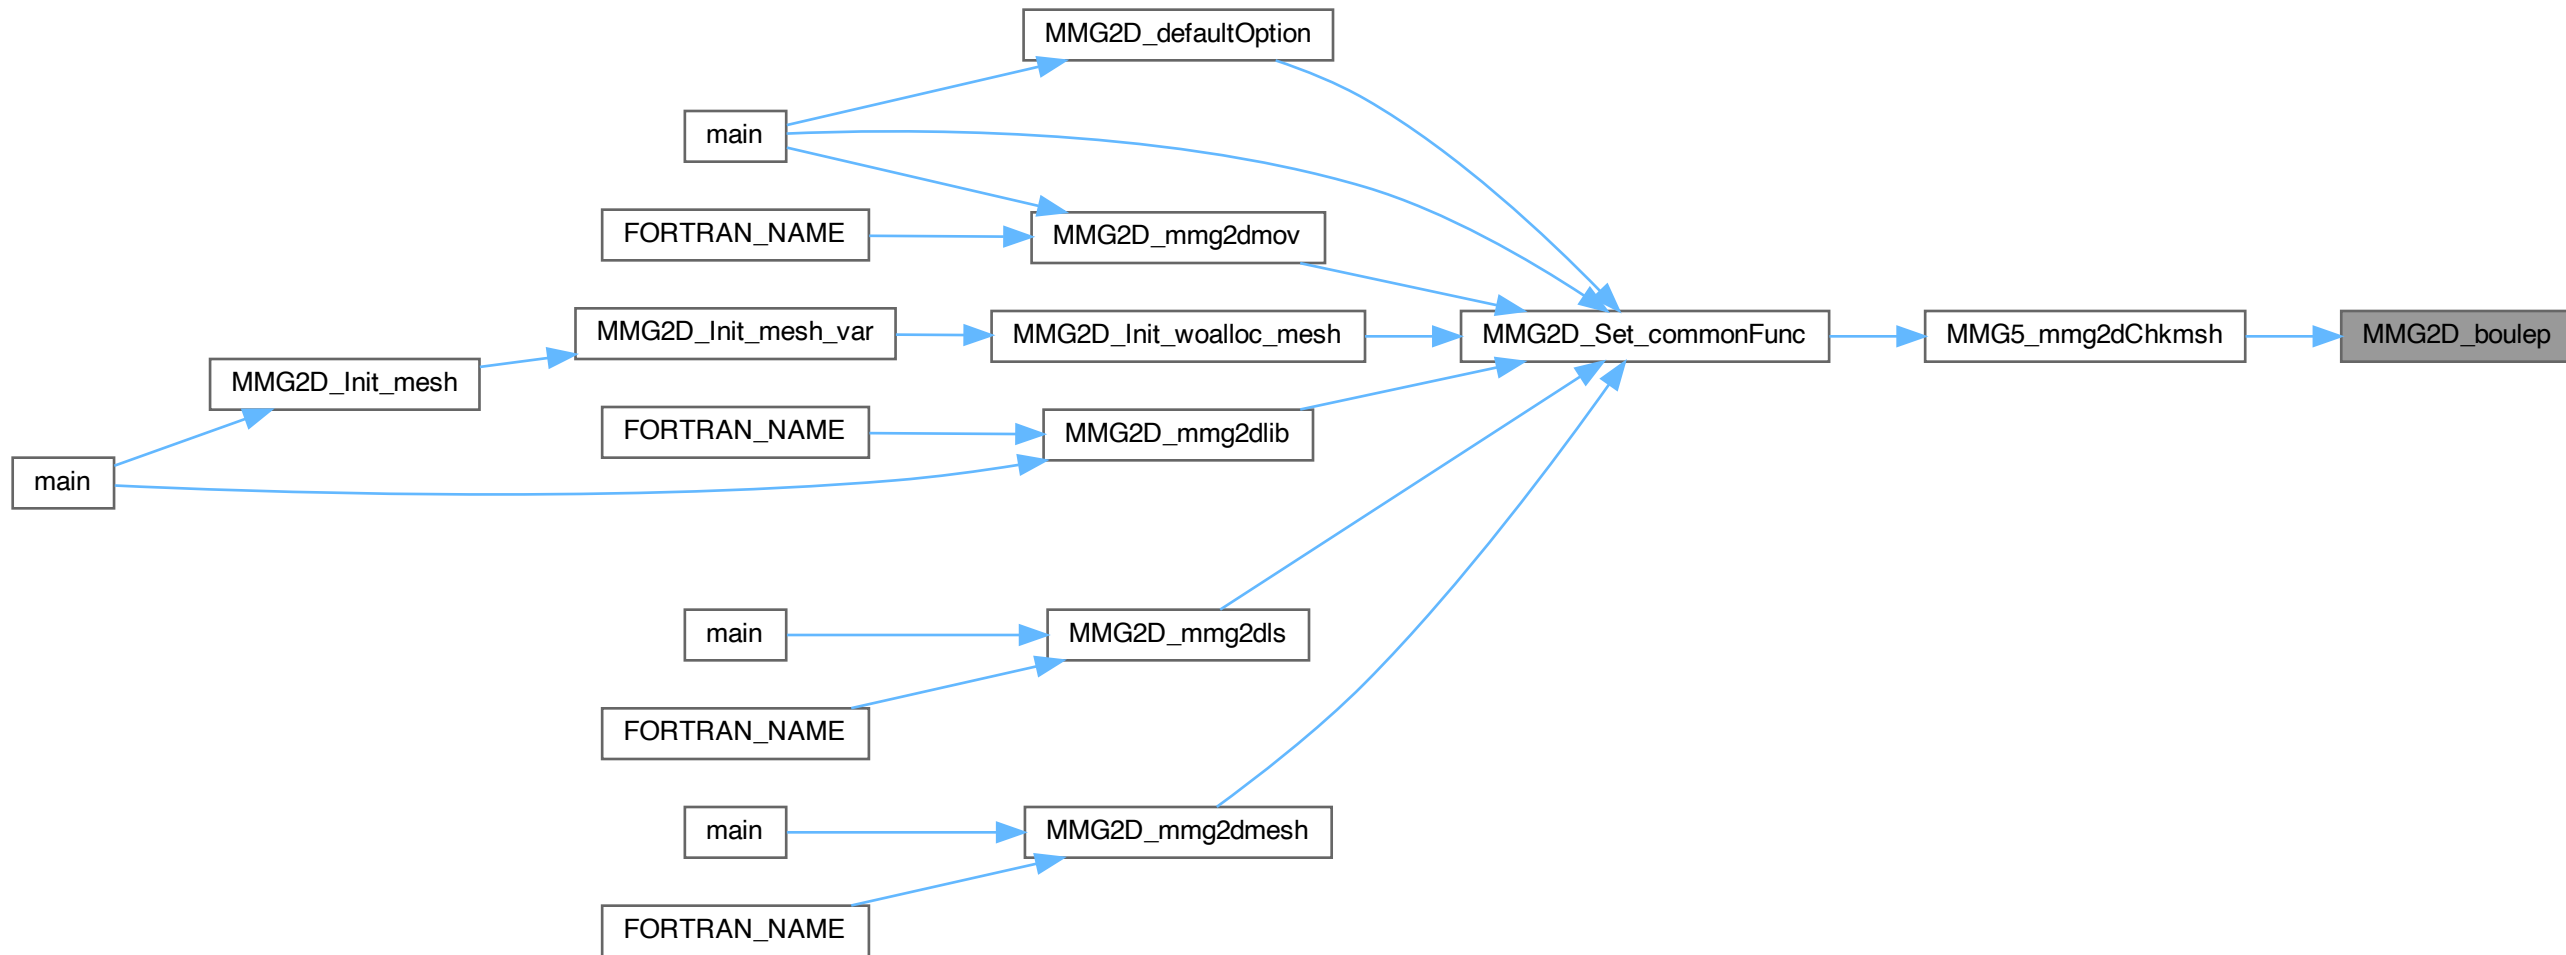 MMG2D_defaultOption
main
FORTRAN_NAME
MMG2D_mmg2dmov
MMG2D_Init_mesh_var
MMG2D_Init_woalloc_mesh
MMG2D_Set_commonFunc
MMG5_mmg2dChkmsh
MMG2D_boulep
MMG2D_Init_mesh
FORTRAN_NAME
MMG2D_mmg2dlib
main
main
MMG2D_mmg2dls
FORTRAN_NAME
main
MMG2D_mmg2dmesh
FORTRAN_NAME